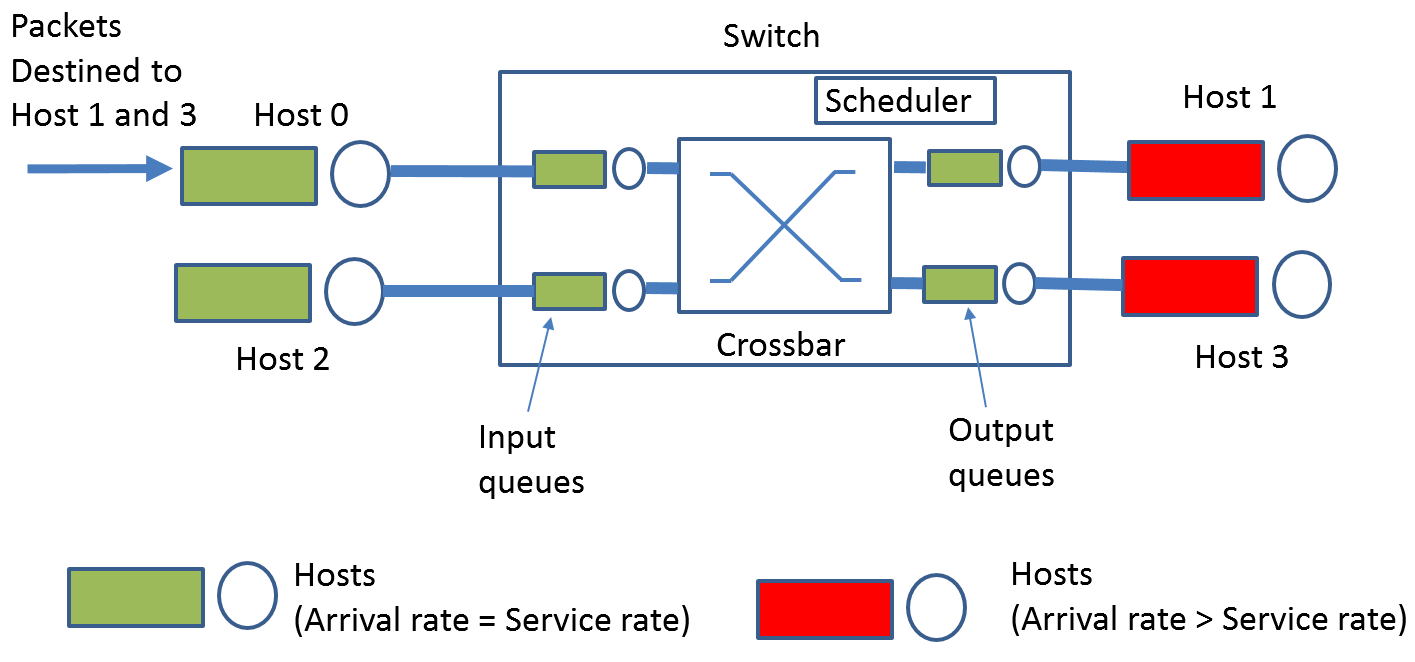 Packets
Destined to
Host 1 and 3
Host 0
Switch
Scheduler
Host 1
Host 2
Crossbar
Host 3
Input
queues
Output
queues
Hosts
(Arrival rate = Service rate)
Hosts
(Arrival rate > Service rate)